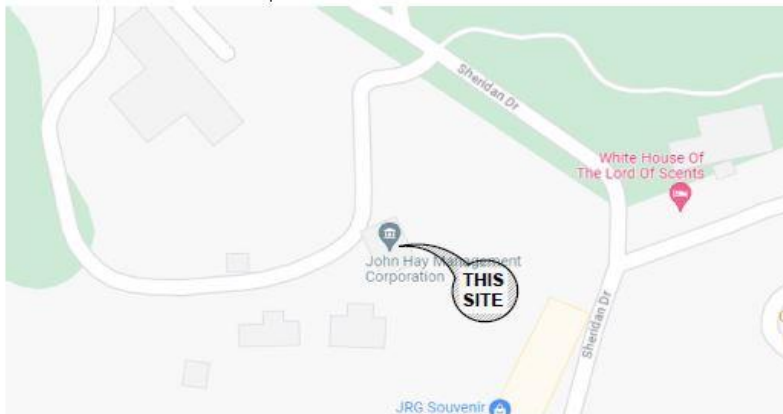 Sheridan Dr
White House Of
The Lord Of Scents
John Hay Management
Corporation
THIS
SITE
Sheridan Dr
JRG Souvenir